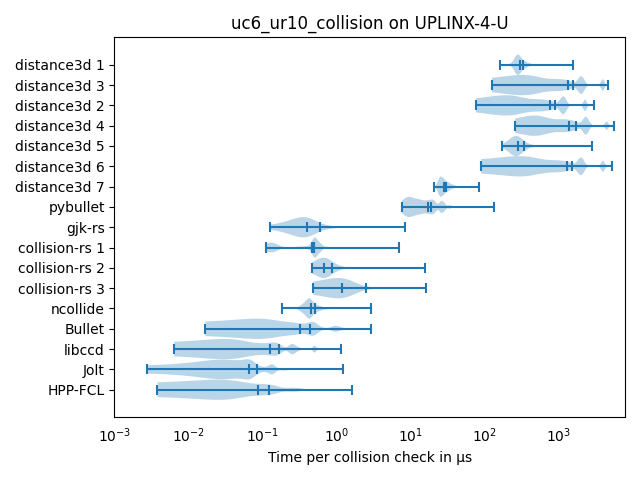 uc6_ur10_collision on UPLINX-4-U
distance3d 1
distance3d 3
distance3d 2
distance3d 4
distance3d 5
distance3d 6
distance3d 7
pybullet
gjk-rs
collision-rs 1
collision-rs 2
collision-rs 3
ncollide
Bullet
libccd
Jolt
HPP-FCL
10⁻³ 10⁻² 10⁻¹ 10⁰ 10¹ 10² 10³
Time per collision check in µs